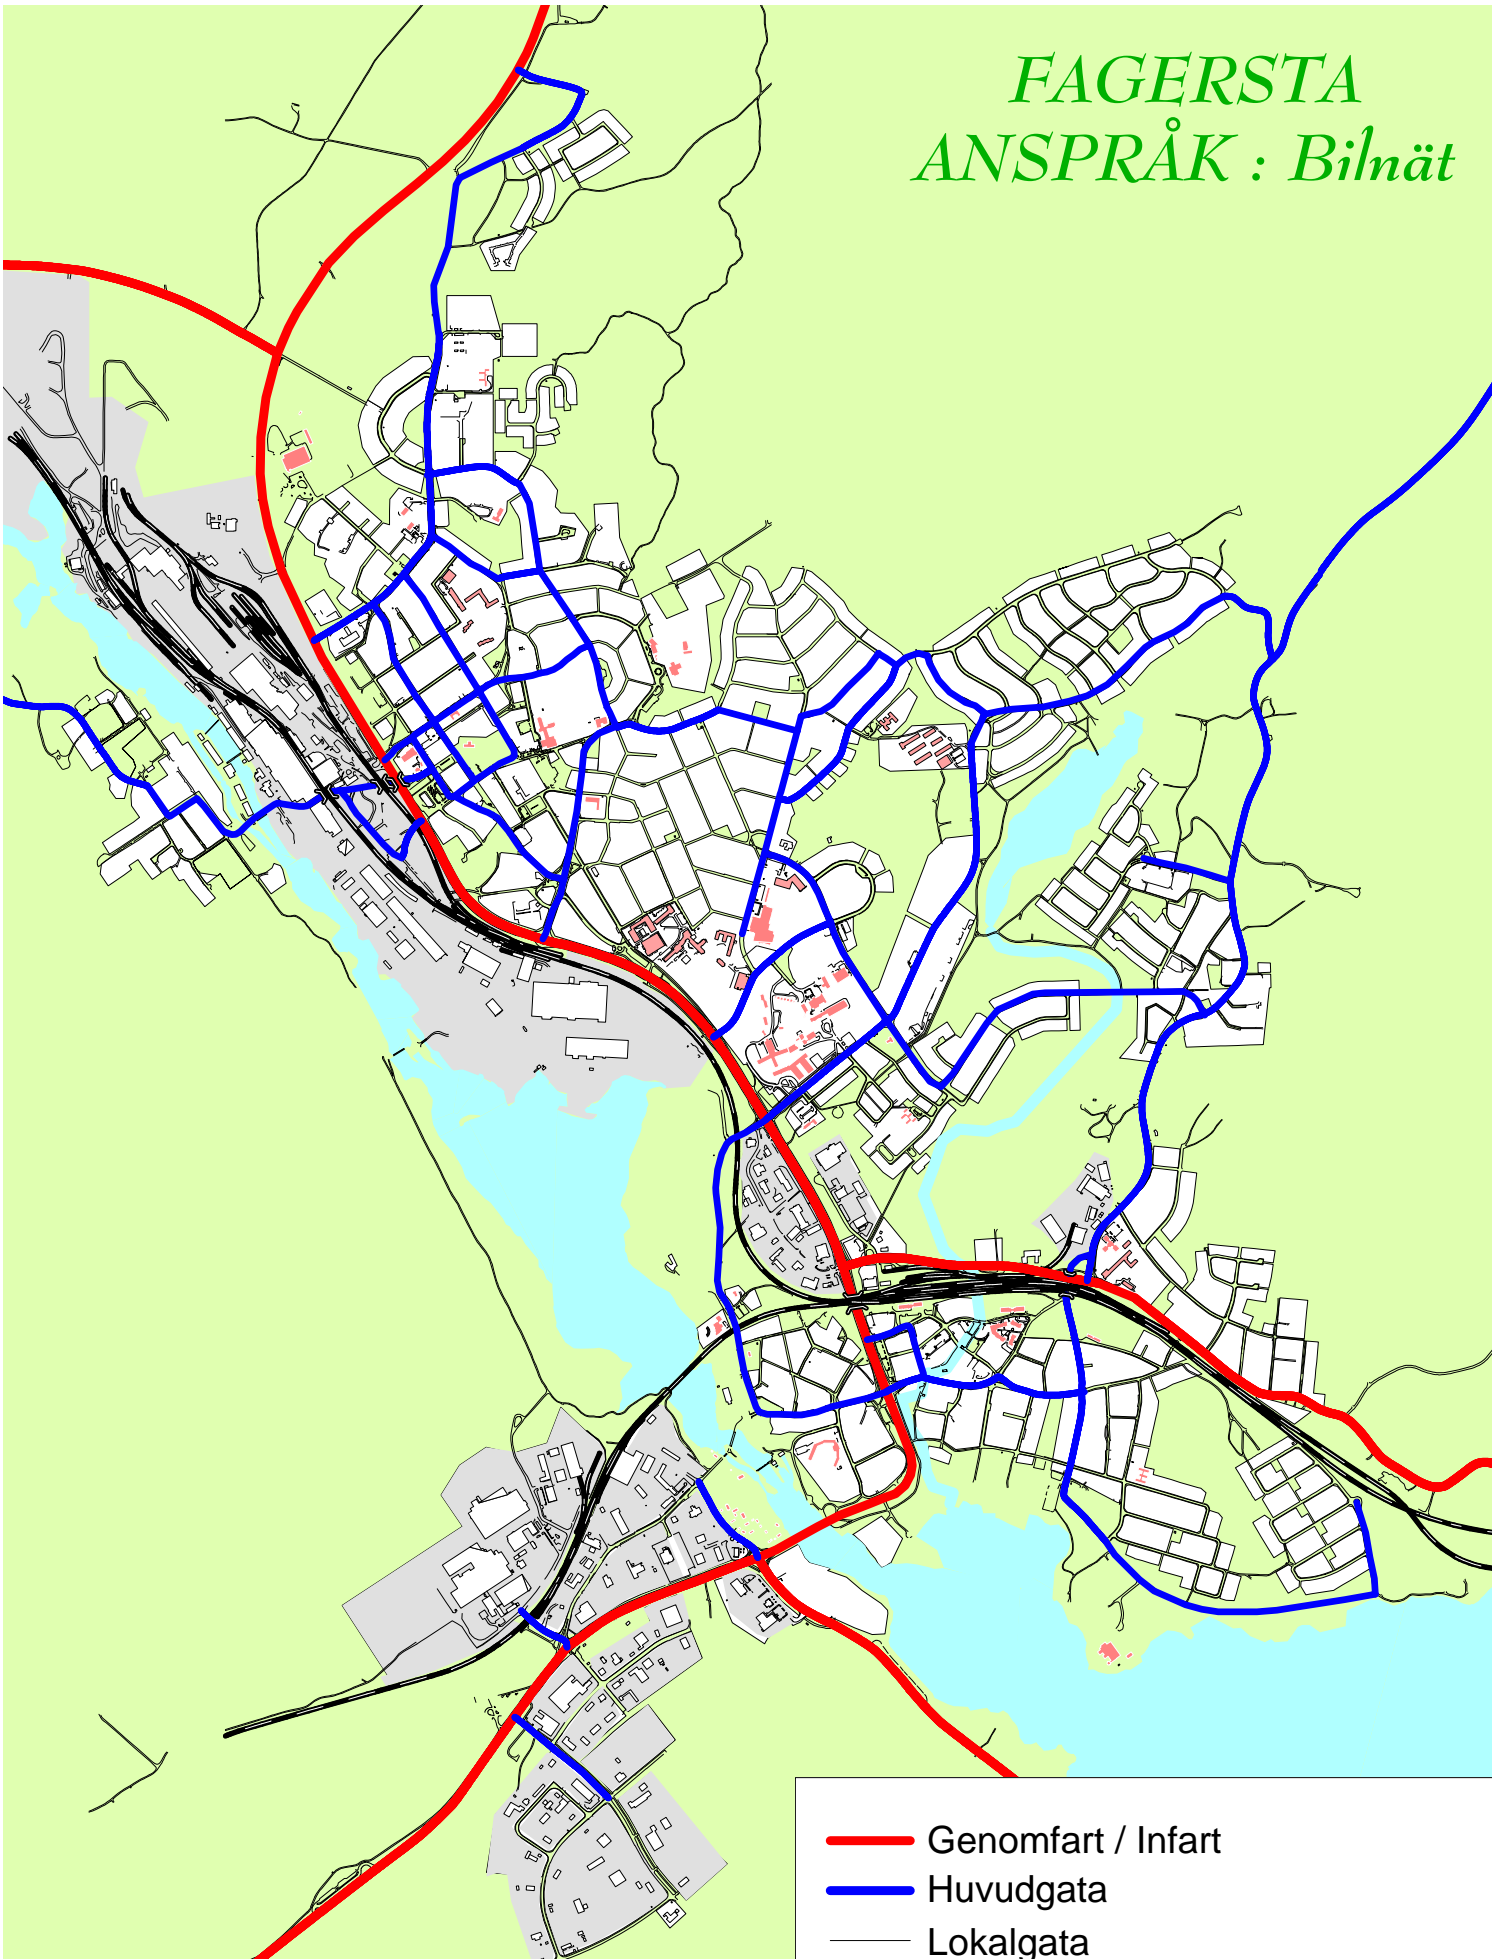 FAGERSTA
ANSPRÅK : Bilnät
Genomfart / Infart
Huvudgata
Lokalgata